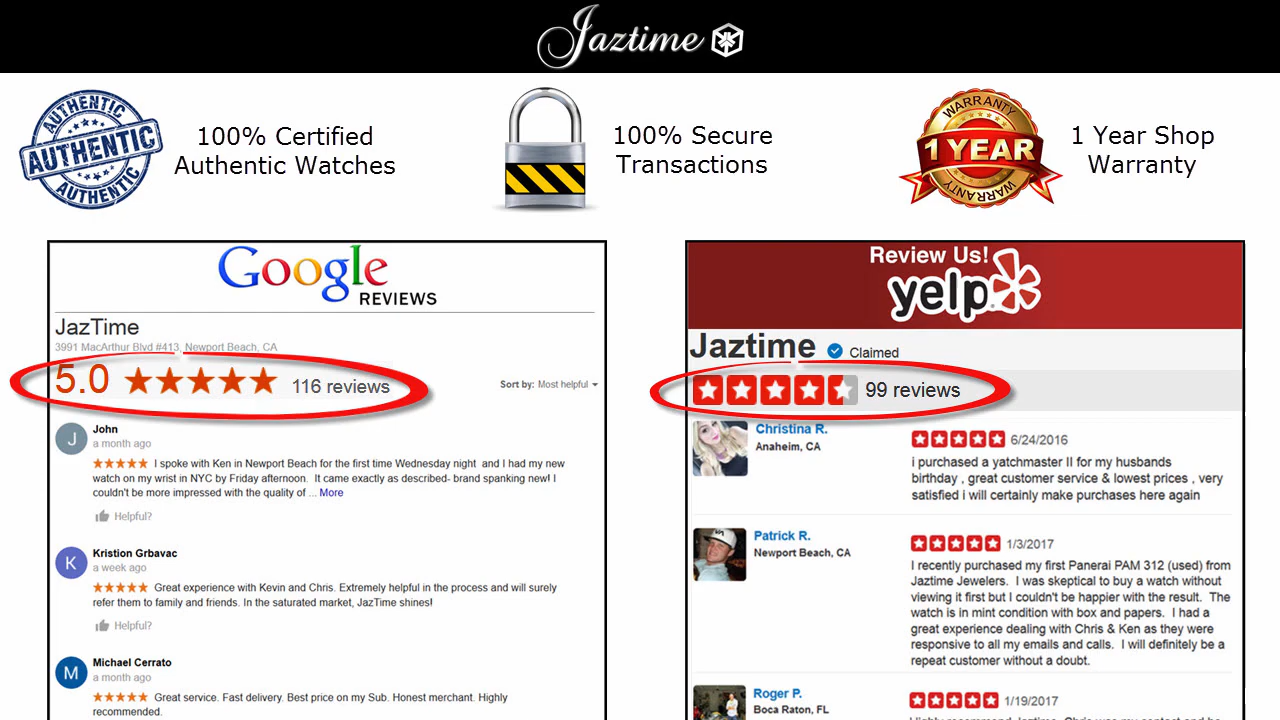 Jaztime
AUTHENTIC
AUTHENTIC
AUTHENTIC
100% Certified
Authentic Watches
100% Secure
Transactions
WARRANTY
1 YEAR
WARRANTY
1 Year Shop
Warranty
Google
REVIEWS
JazTime
3991 MacArthur Blvd #413, Newport Beach, CA
5.0 116 reviews
Sort by: Most helpful
J
John
a month ago
I spoke with Ken in Newport Beach for the first time Wednesday night and I had my new
watch on my wrist in NYC by Friday afternoon. It came exactly as described- brand spanking new! I
couldn't be more impressed with the quality of ... More
Helpful?
K
Kristion Grbavac
a week ago
Great experience with Kevin and Chris. Extremely helpful in the process and will surely
refer them to family and friends. In the saturated market, JazTime shines!
Helpful?
M
Michael Cerrato
a month ago
Great service. Fast delivery. Best price on my Sub. Honest merchant. Highly
recommended.
Review Us!
yelp
Jaztime Claimed
99 reviews
Christina R.
Anaheim, CA
6/24/2016
i purchased a yatchmaster II for my husbands
birthday , great customer service & lowest prices , very
satisfied i will certainly make purchases here again
Patrick R.
Newport Beach, CA
1/3/2017
I recently purchased my first Panerai PAM 312 (used) from
Jaztime Jewelers. I was skeptical to buy a watch without
viewing it first but I couldn't be happier with the result. The
watch is in mint condition with box and papers. I had a
great experience dealing with Chris & Ken as they were
responsive to all my emails and calls. I will definitely be a
repeat customer without a doubt.
Roger P.
Boca Raton, FL
1/19/2017